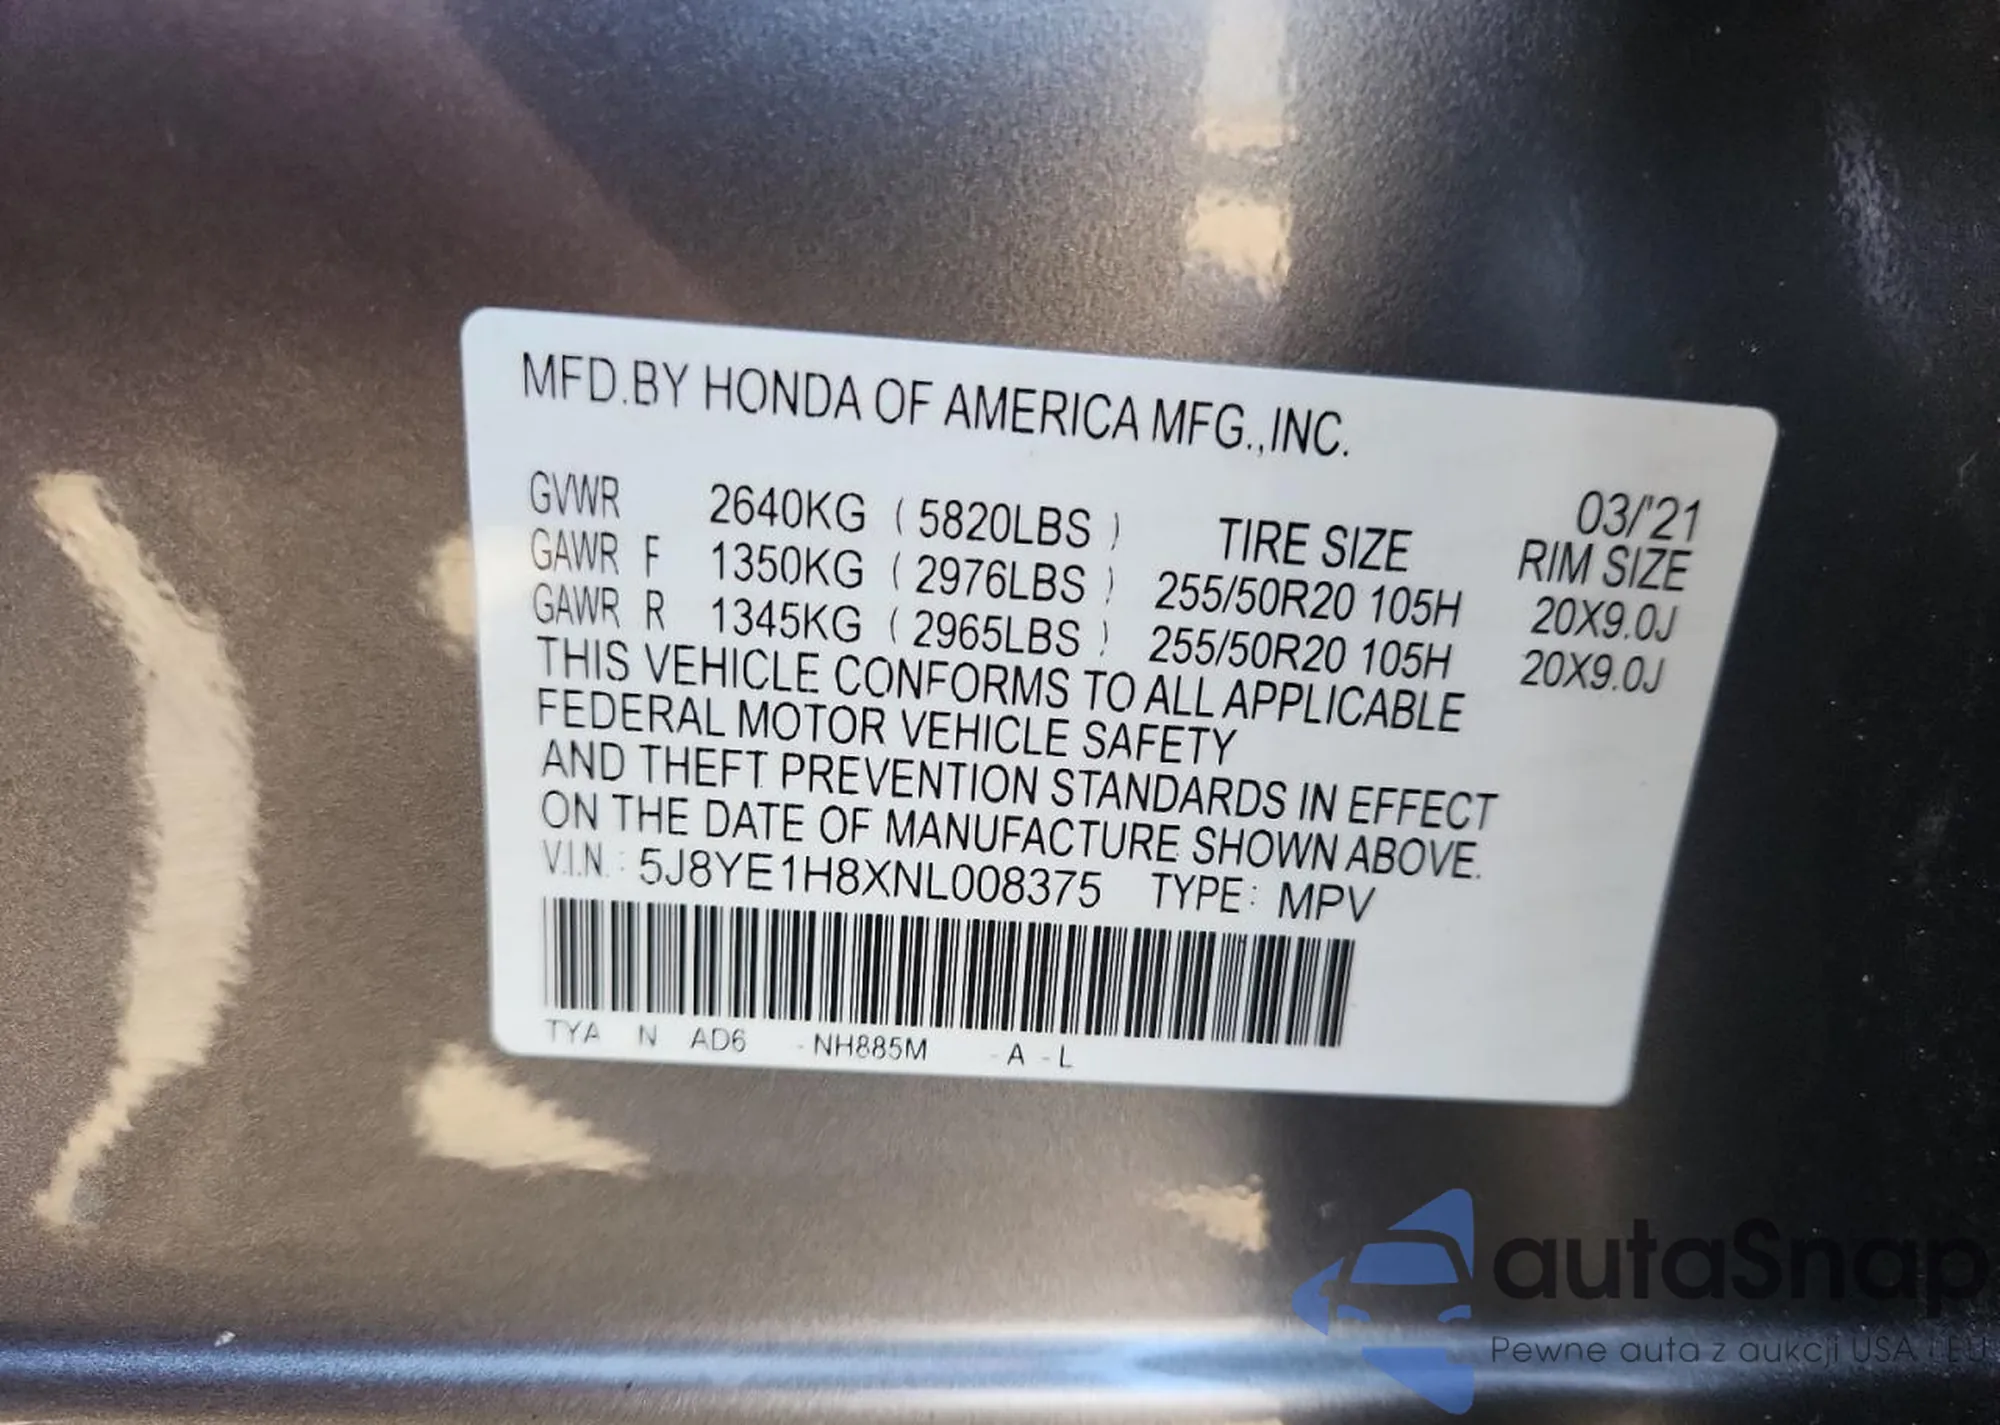 MFD.BY HONDA OF AMERICA MFG.,INC.
03/'21
GVWR 2640KG ( 5820LBS ) TIRE SIZE RIM SIZE
GAWR F 1350KG ( 2976LBS ) 255/50R20 105H 20X9.0J
GAWR R 1345KG ( 2965LBS ) 255/50R20 105H 20X9.0J
THIS VEHICLE CONFORMS TO ALL APPLICABLE
FEDERAL MOTOR VEHICLE SAFETY
AND THEFT PREVENTION STANDARDS IN EFFECT
ON THE DATE OF MANUFACTURE SHOWN ABOVE.
V.I.N. : 5J8YE1H8XNL008375 TYPE: MPV
TYA N AD6 - NH885M - A - L
autaSnap
Pewne auta z aukcji USA i EU